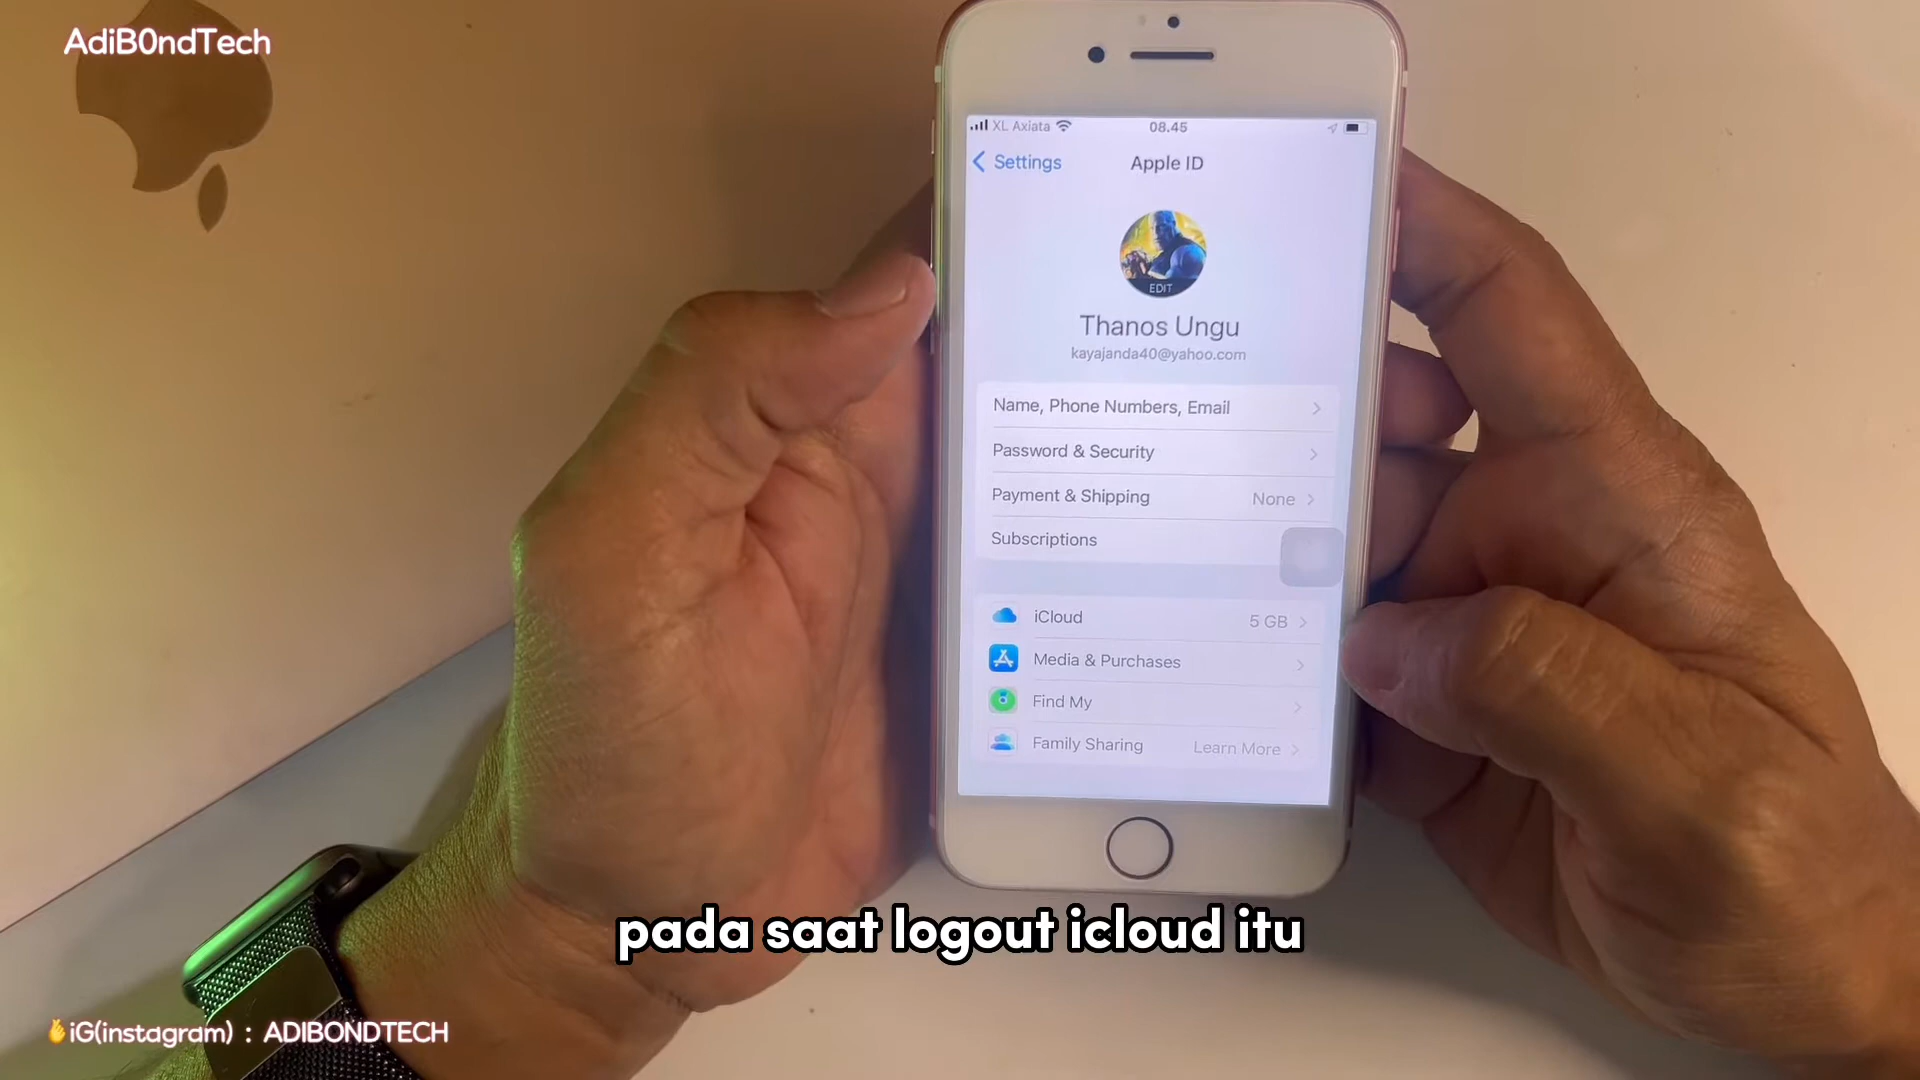 AdiB0ndTech
XL Axiata
08.45
Settings
Apple ID
EDIT
Thanos Ungu
kayajanda40@yahoo.com
Name, Phone Numbers, Email
Password & Security
Payment & Shipping None
Subscriptions
iCloud 5 GB
Media & Purchases
Find My
Family Sharing Learn More
pada saat logout icloud itu
iG(instagram) : ADIBONDTECH